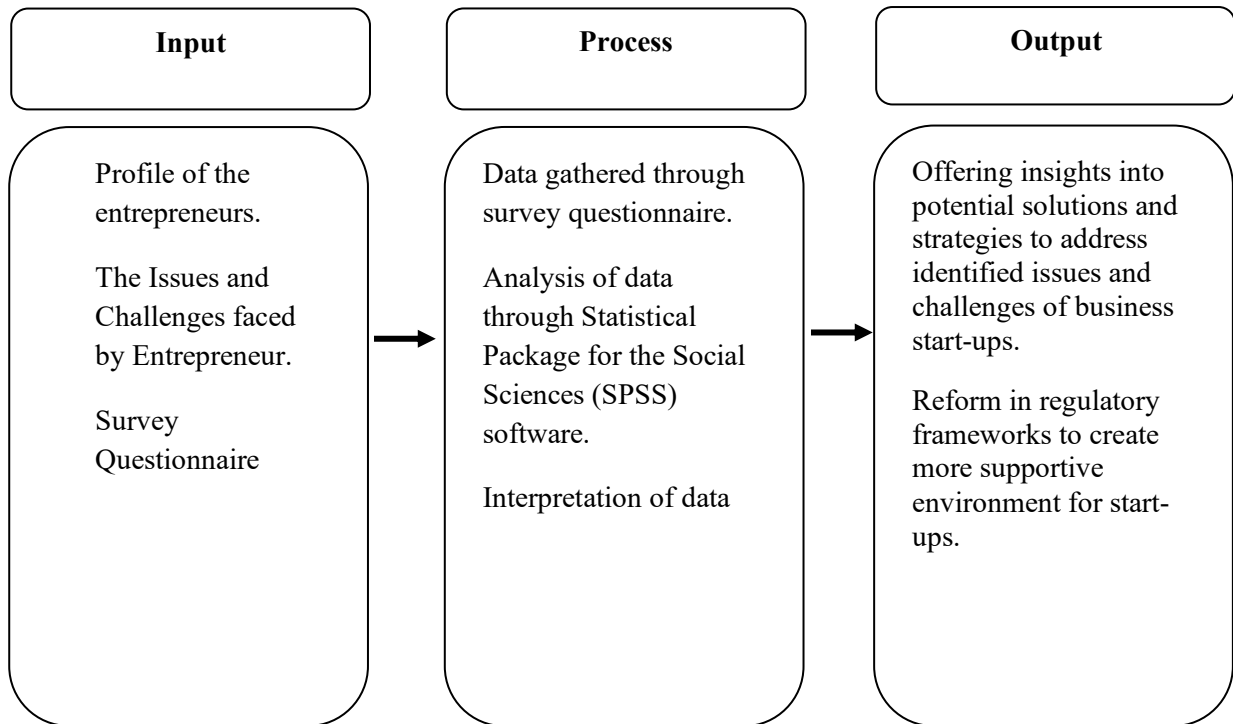 Input
Process
Output
Profile of the
entrepreneurs.
The Issues and
Challenges faced
by Entrepreneur.
Survey
Questionnaire
Data gathered through
survey questionnaire.
Analysis of data
through Statistical
Package for the Social
Sciences (SPSS)
software.
Interpretation of data
Offering insights into
potential solutions and
strategies to address
identified issues and
challenges of business
start-ups.
Reform in regulatory
frameworks to create
more supportive
environment for start-
ups.